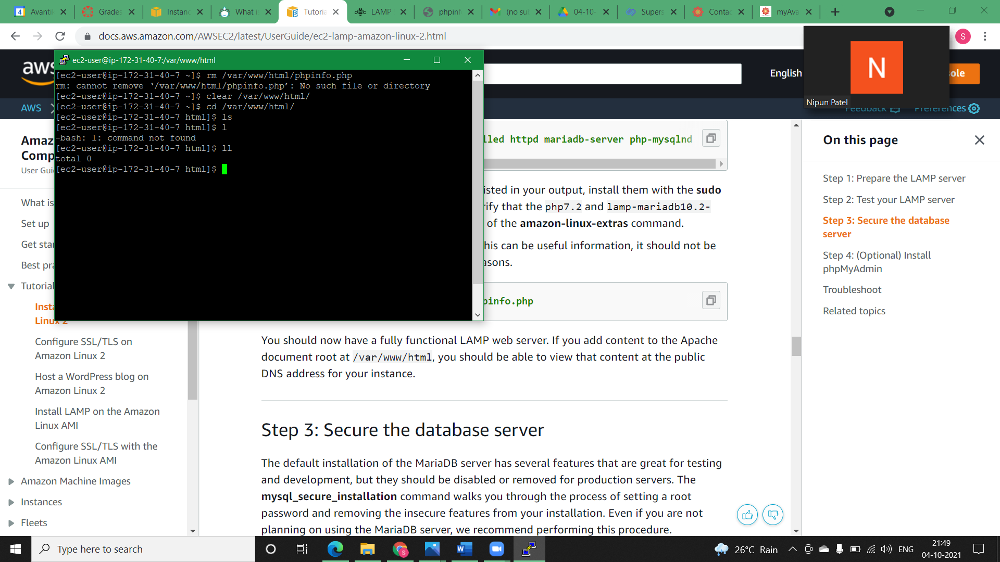 Avantik
Grades
Instanc
What is
Tutoria
LAMP
phpinf
(no sul
04-10-
Supers
Contac
myAva
docs.aws.amazon.com/AWSEC2/latest/UserGuide/ec2-lamp-amazon-linux-2.html
S
ec2-user@ip-172-31-40-7:/var/www/html
[ec2-user@ip-172-31-40-7 ~]$ rm /var/www/html/phpinfo.php
rm: cannot remove ‘/var/www/html/phpinfo.php’: No such file or directory
[ec2-user@ip-172-31-40-7 ~]$ clear /var/www/html/
[ec2-user@ip-172-31-40-7 ~]$ cd /var/www/html/
[ec2-user@ip-172-31-40-7 html]$ ls
[ec2-user@ip-172-31-40-7 html]$ l
-bash: l: command not found
[ec2-user@ip-172-31-40-7 html]$ ll
total 0
[ec2-user@ip-172-31-40-7 html]$
aws
English
ole
N
Nipun Patel
AWS
Feedback
Preferences
Amaz
Comp
User Gui
What is
Set up
Get star
Best pra
Tutorial
Insta
Linux 2
Configure SSL/TLS on
Amazon Linux 2
Host a WordPress blog on
Amazon Linux 2
Install LAMP on the Amazon
Linux AMI
Configure SSL/TLS with the
Amazon Linux AMI
Amazon Machine Images
Instances
Fleets
lled httpd mariadb-server php-mysqlnd
isted in your output, install them with the sudo
rify that the php7.2 and lamp-mariadb10.2-
of the amazon-linux-extras command.
his can be useful information, it should not be
asons.
pinfo.php
You should now have a fully functional LAMP web server. If you add content to the Apache
document root at /var/www/html, you should be able to view that content at the public
DNS address for your instance.
Step 3: Secure the database server
The default installation of the MariaDB server has several features that are great for testing
and development, but they should be disabled or removed for production servers. The
mysql_secure_installation command walks you through the process of setting a root
password and removing the insecure features from your installation. Even if you are not
planning on using the MariaDB server, we recommend performing this procedure.
On this page
Step 1: Prepare the LAMP server
Step 2: Test your LAMP server
Step 3: Secure the database
server
Step 4: (Optional) Install
phpMyAdmin
Troubleshoot
Related topics
Type here to search
26°C Rain
ENG
21:49
04-10-2021